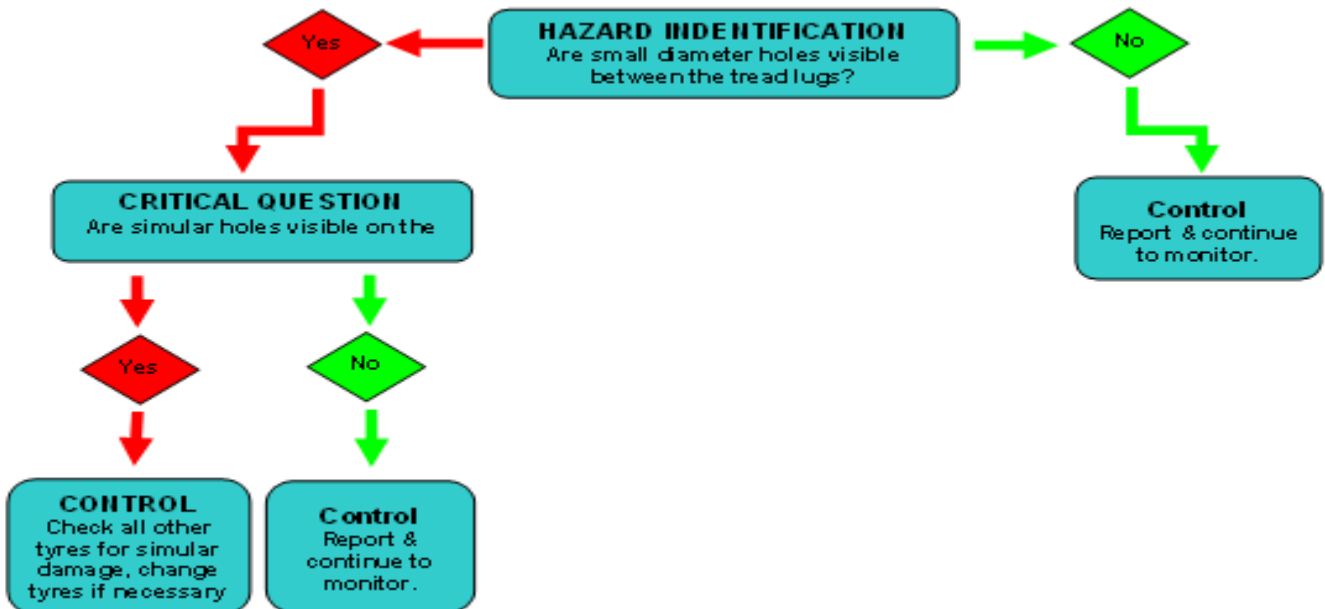 HAZARD INDENTIFICATION
Are small diameter holes visible
between the tread lugs?
Yes
No
CRITICAL QUESTION
Are simular holes visible on the
Control
Report & continue
to monitor.
Yes
No
CONTROL
Check all other
tyres for simular
damage, change
tyres if necessary
Control
Report &
continue to
monitor.